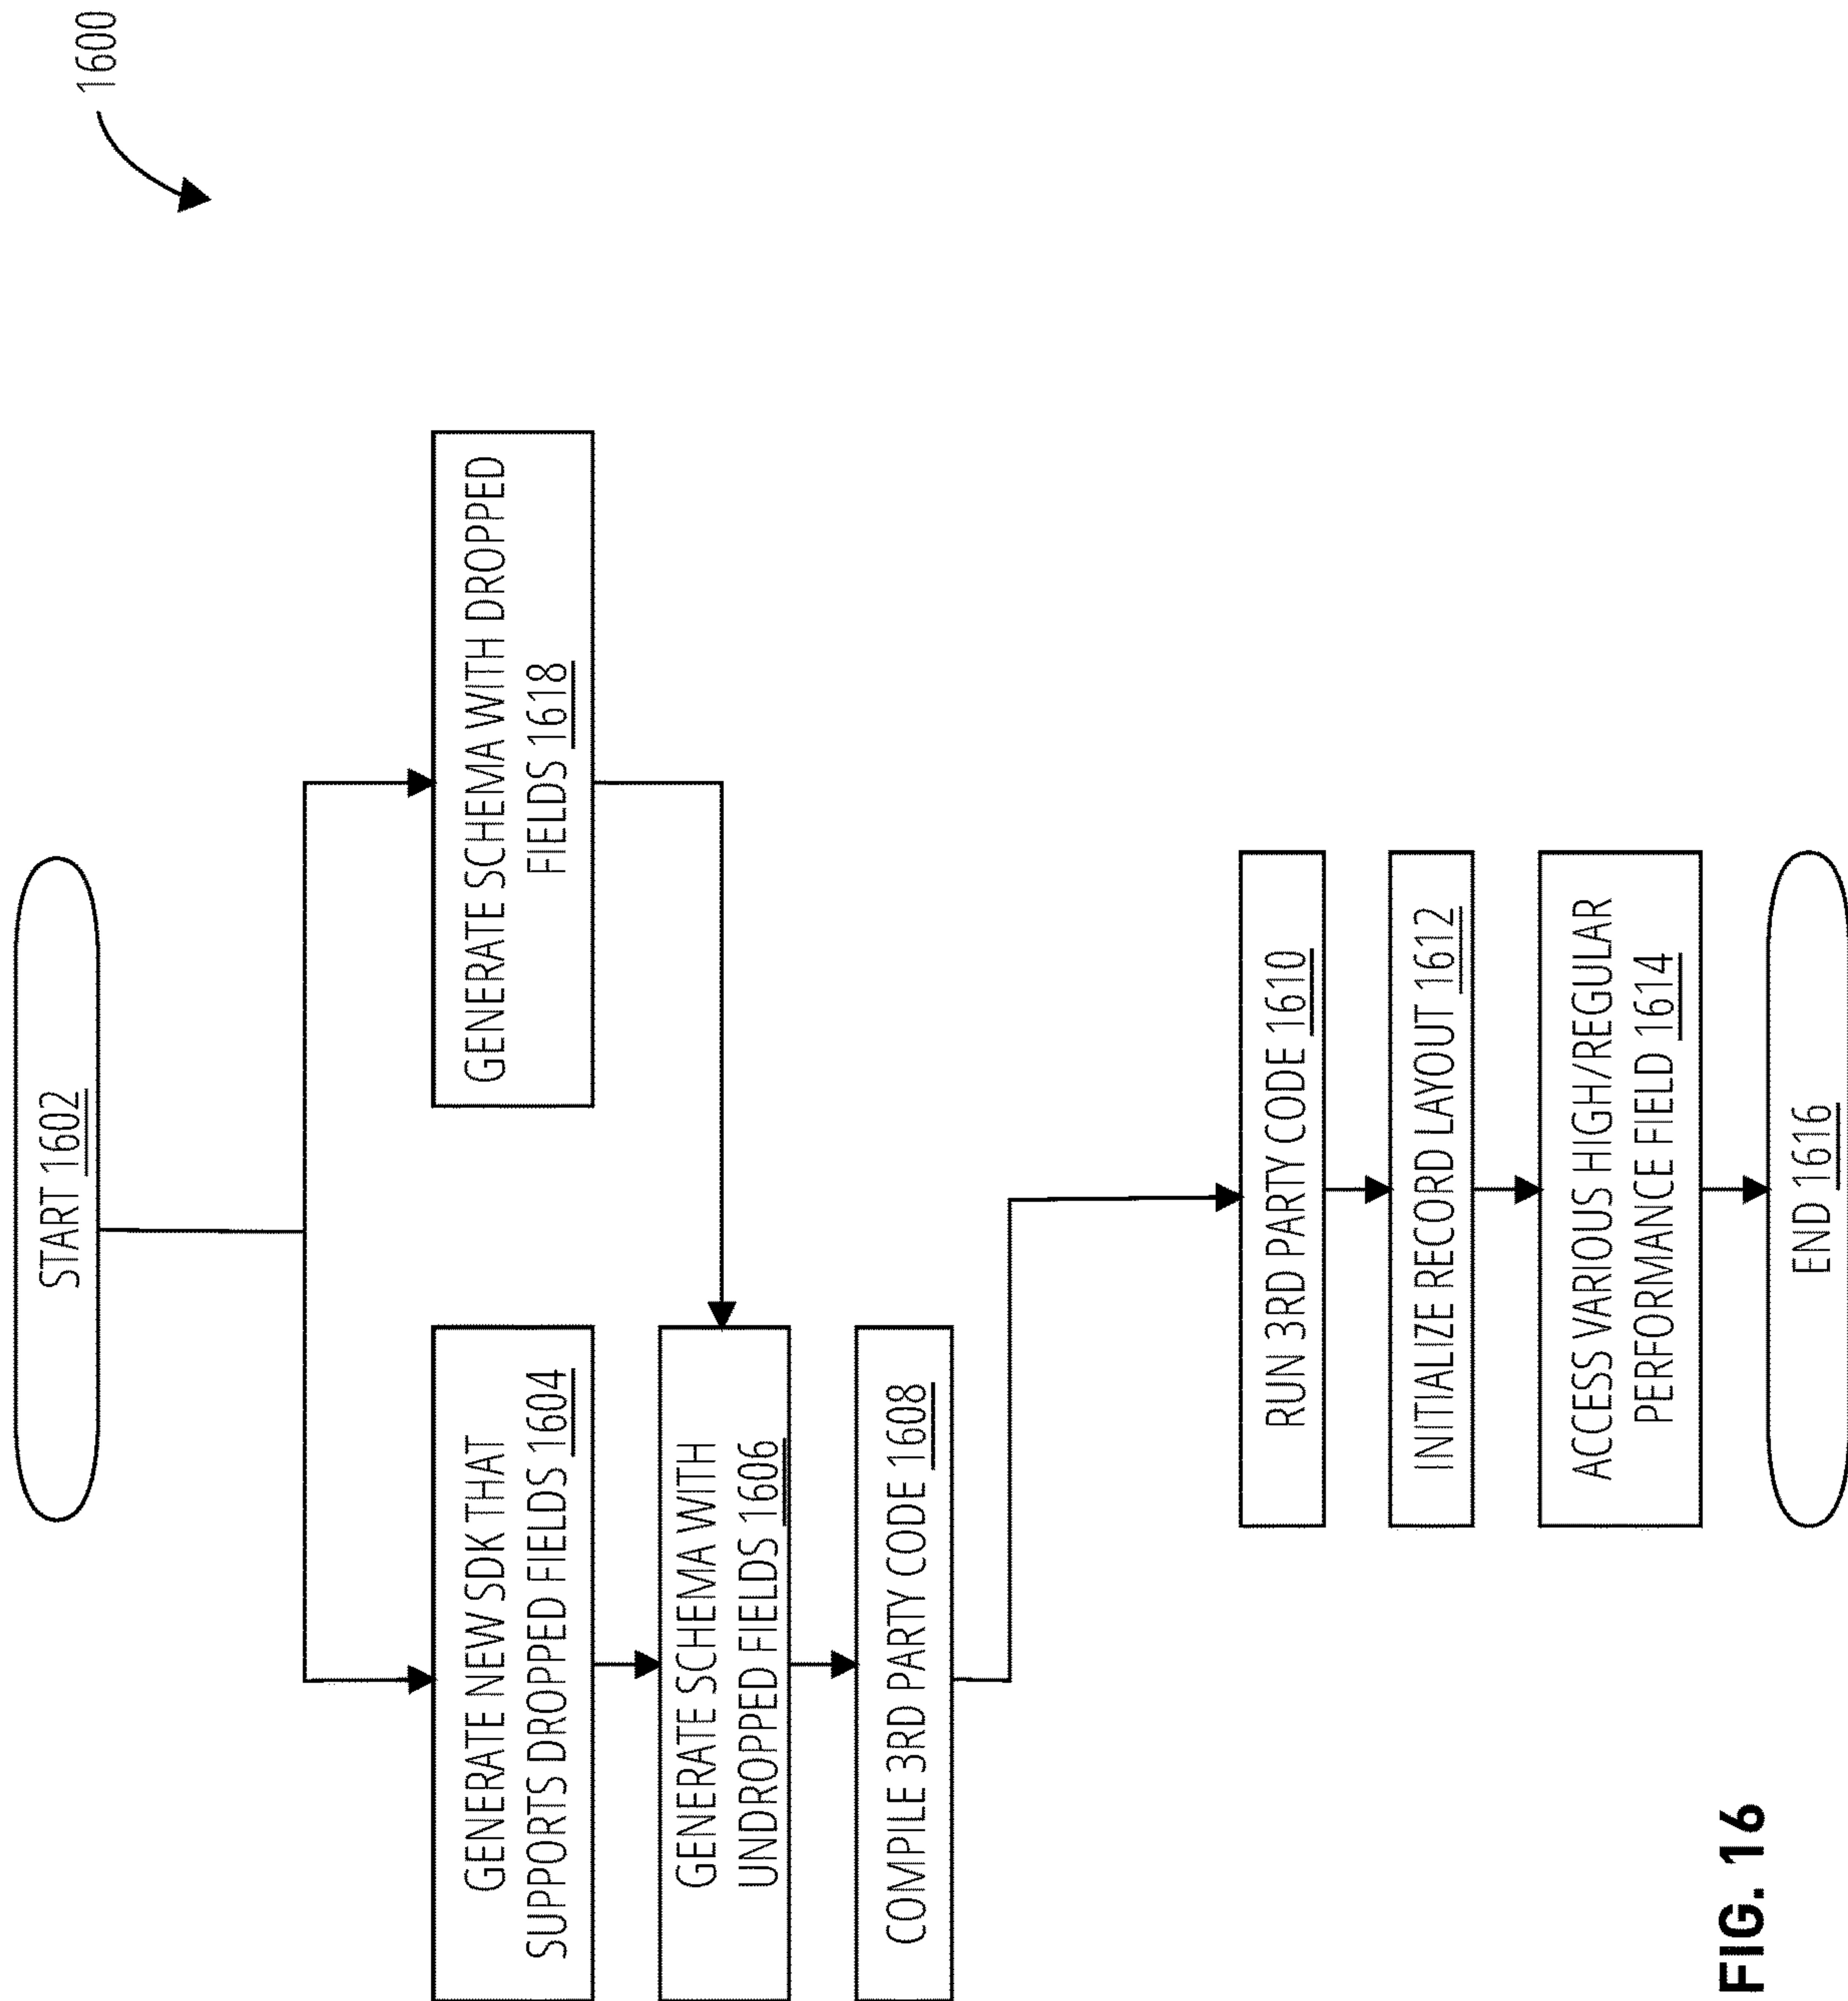 1600
START 1602
GENERATE NEW SDK THAT
SUPPORTS DROPPED FIELDS 1604
GENERATE SCHEMA WITH DROPPED
FIELDS 1618
GENERATE SCHEMA WITH
UNDROPPED FIELDS 1606
COMPILE 3RD PARTY CODE 1608
RUN 3RD PARTY CODE 1610
INITIALIZE RECORD LAYOUT 1612
ACCESS VARIOUS HIGH/REGULAR
PERFORMANCE FIELD 1614
END 1616
FIG. 16